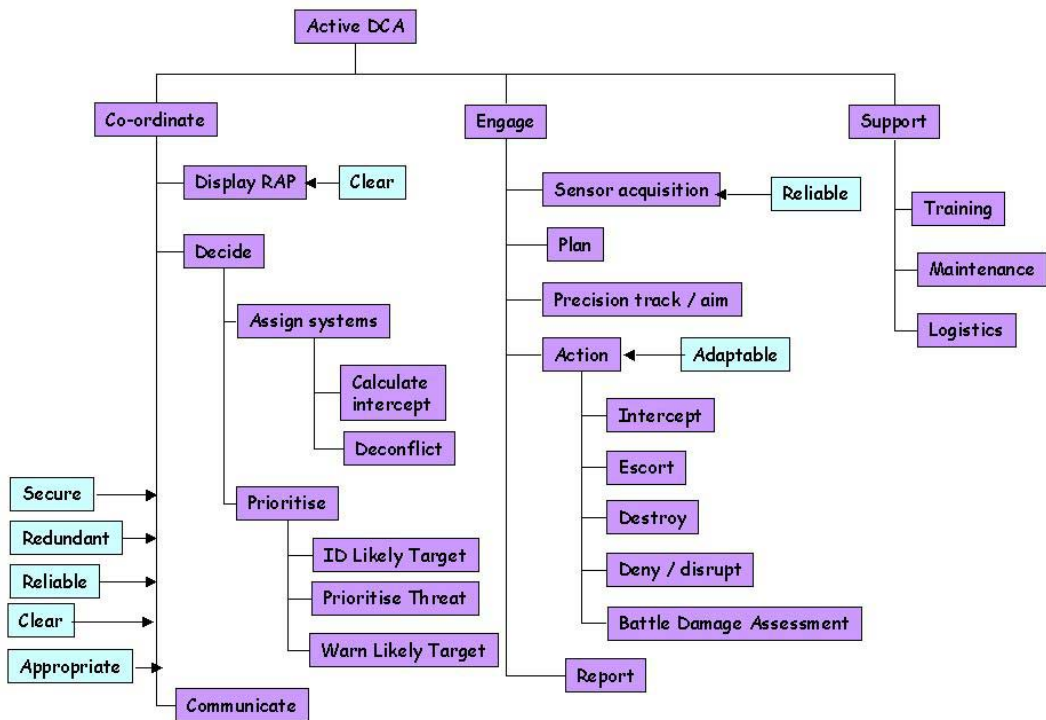 Active DCA
Co-ordinate
Engage
Support
Display RAP
Clear
Sensor acquisition
Reliable
Training
Decide
Plan
Maintenance
Precision track / aim
Assign systems
Logistics
Action
Adaptable
Calculate
intercept
Intercept
Deconflict
Escort
Secure
Prioritise
Destroy
Redundant
ID Likely Target
Deny / disrupt
Reliable
Prioritise Threat
Clear
Battle Damage Assessment
Warn Likely Target
Appropriate
Report
Communicate